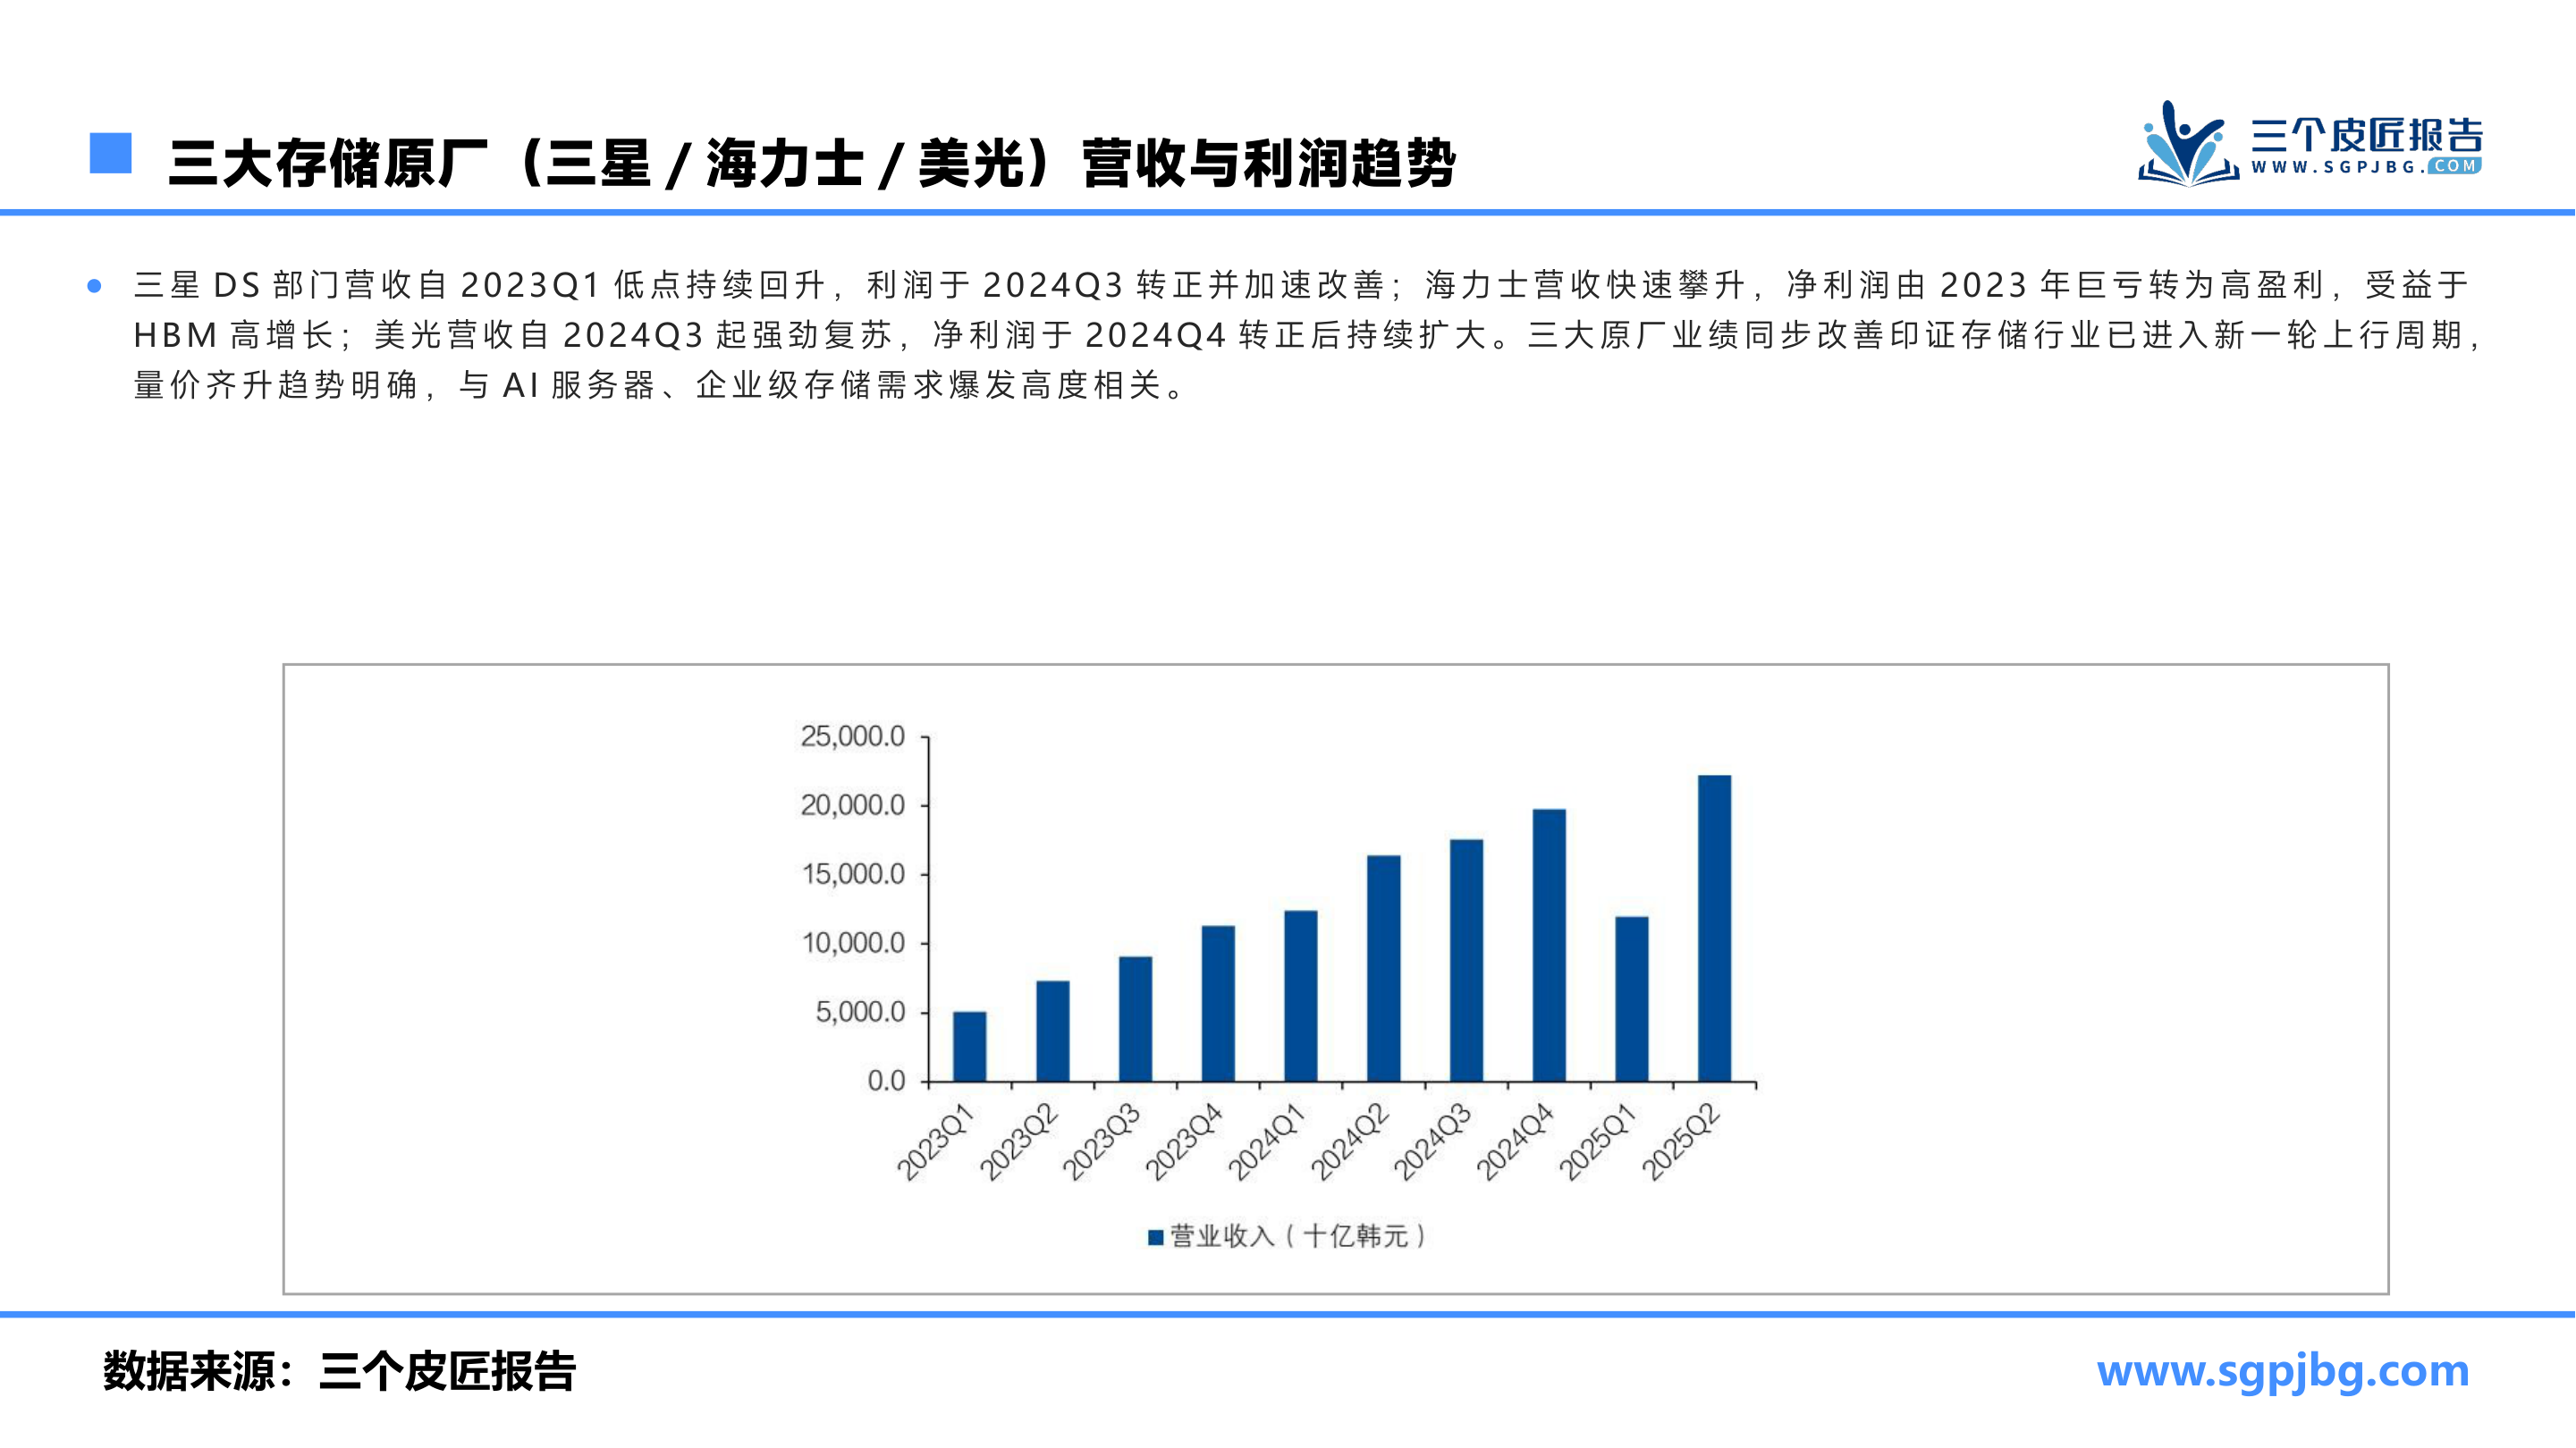 三大存储原厂（三星 / 海力士 / 美光）营收与利润趋势
三个皮匠报告
WWW.SGPJBG.COM
三星 DS 部门营收自 2023Q1 低点持续回升，利润于 2024Q3 转正并加速改善；海力士营收快速攀升，净利润由 2023 年巨亏转为高盈利，受益于
HBM 高增长；美光营收自 2024Q3 起强劲复苏，净利润于 2024Q4 转正后持续扩大。三大原厂业绩同步改善印证存储行业已进入新一轮上行周期，
量价齐升趋势明确，与 AI 服务器、企业级存储需求爆发高度相关。
25,000.0
20,000.0
15,000.0
10,000.0
5,000.0
0.0
2023Q1
2023Q2
2023Q3
2023Q4
2024Q1
2024Q2
2024Q3
2024Q4
2025Q1
2025Q2
营业收入（十亿韩元）
数据来源：三个皮匠报告
www.sgpjbg.com